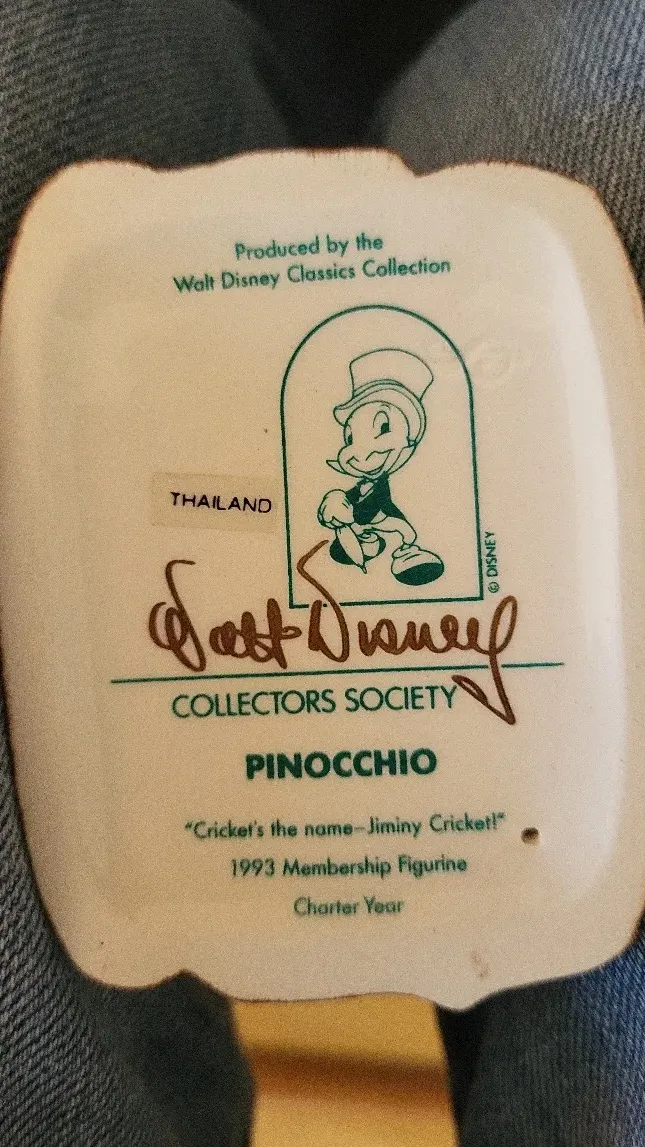 Produced by the
Walt Disney Classics Collection
THAILAND
© DISNEY
Walt Disney
COLLECTORS SOCIETY
PINOCCHIO
“Cricket's the name–Jiminy Cricket!”
1993 Membership Figurine
Charter Year